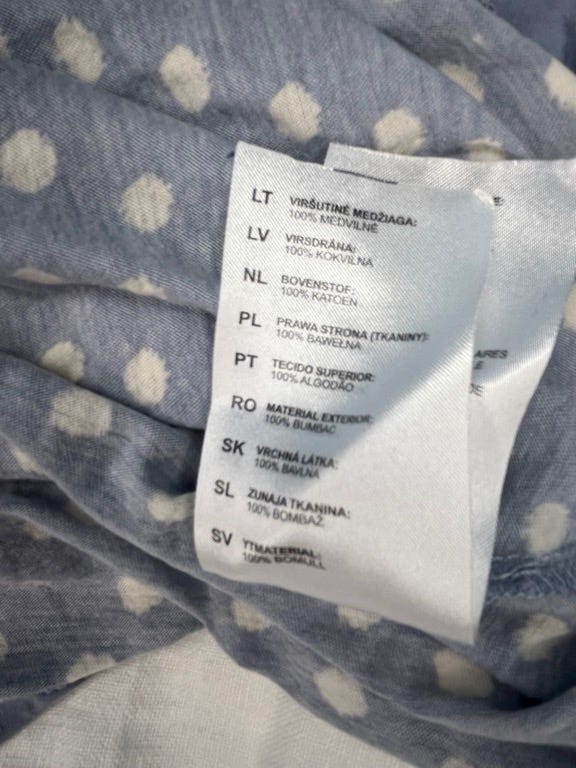 LT VIRŠUTINĖ MEDŽIAGA:
100% MEDVILNĖ
LV VIRSDRĀNA:
100% KOKVILNA
NL BOVENSTOF:
100% KATOEN
PL PRAWA STRONA (TKANINY):
100% BAWEŁNA
PT TECIDO SUPERIOR:
100% ALGODÃO
RO MATERIAL EXTERIOR:
100% BUMBAC
SK VRCHNÁ LÁTKA:
100% BAVLNA
SL ZUNAJA TKANINA:
100% BOMBAŽ
SV YTMATERIAL:
100% BOMULL